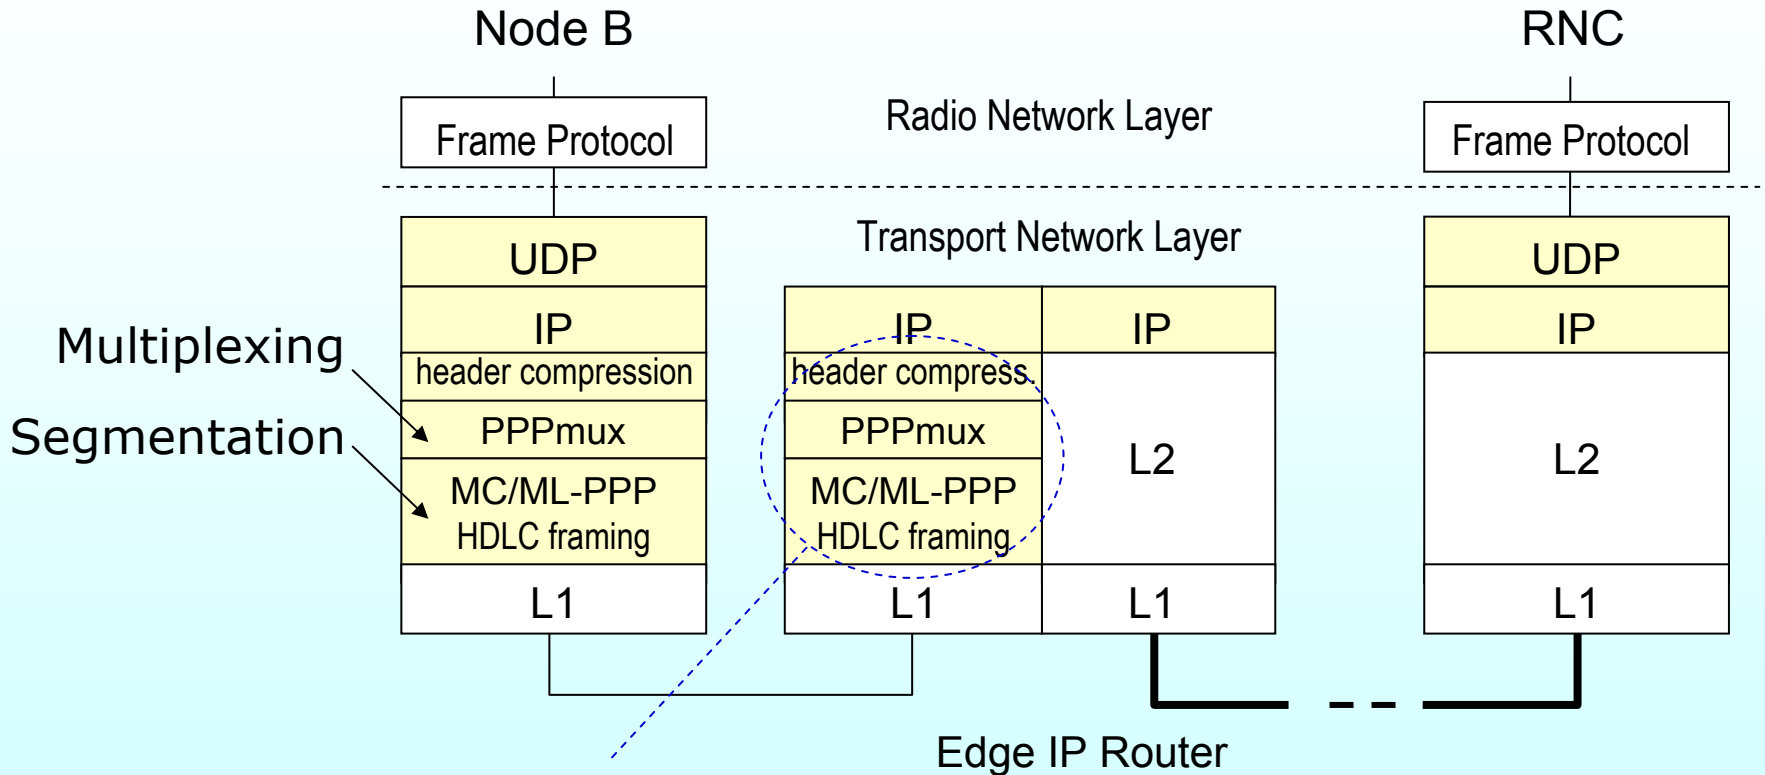 Node B
RNC
Frame Protocol
Radio Network Layer
Frame Protocol
Transport Network Layer
UDP
UDP
IP
IP
IP
IP
Multiplexing
header compression
header compress.
Segmentation
PPPmux
PPPmux
L2
L2
MC/ML-PPP
HDLC framing
MC/ML-PPP
HDLC framing
L1
L1
L1
L1
Edge IP Router